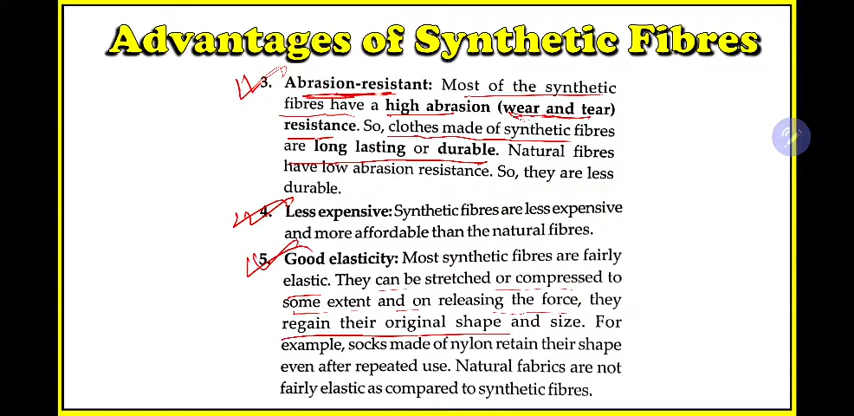 Advantages of Synthetic Fibres
3. Abrasion-resistant: Most of the synthetic
fibres have a high abrasion (wear and tear)
resistance. So, clothes made of synthetic fibres
are long lasting or durable. Natural fibres
have low abrasion resistance. So, they are less
durable.
4. Less expensive: Synthetic fibres are less expensive
and more affordable than the natural fibres.
5. Good elasticity: Most synthetic fibres are fairly
elastic. They can be stretched or compressed to
some extent and on releasing the force, they
regain their original shape and size. For
example, socks made of nylon retain their shape
even after repeated use. Natural fabrics are not
fairly elastic as compared to synthetic fibres.